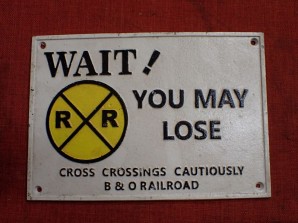 WAIT!
R R
YOU MAY
LOSE
CROSS CROSSINGS CAUTIOUSLY
B & O RAILROAD